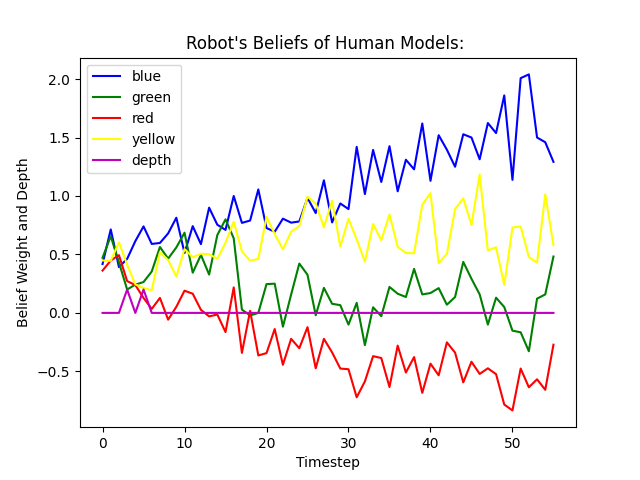 Robot's Beliefs of Human Models:
blue
green
red
yellow
depth
Belief Weight and Depth
2.0
1.5
1.0
0.5
0.0
−0.5
0
10
20
30
40
50
Timestep